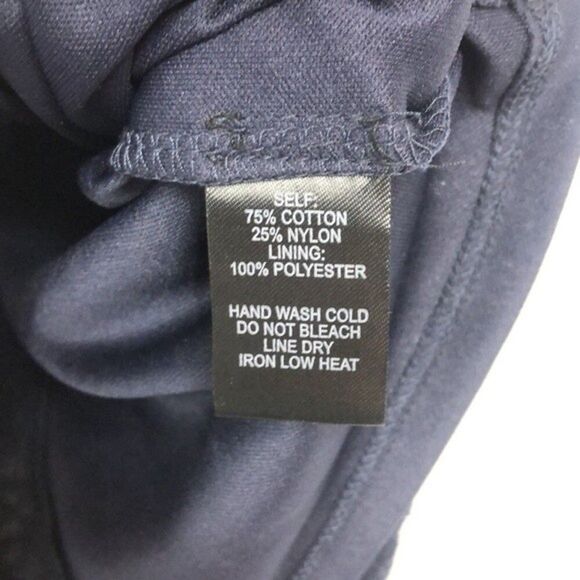 SELF:
75% COTTON
25% NYLON
LINING:
100% POLYESTER
HAND WASH COLD
DO NOT BLEACH
LINE DRY
IRON LOW HEAT